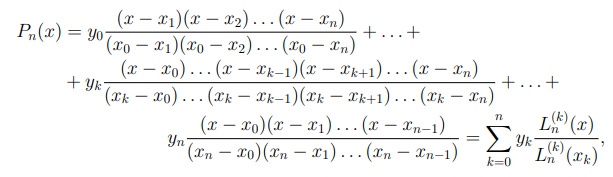 P_n(x) = y_0 \frac{(x - x_1)(x - x_2) \dots (x - x_n)}{(x_0 - x_1)(x_0 - x_2) \dots (x_0 - x_n)} + \dots +
+ y_k \frac{(x - x_0) \dots (x - x_{k-1})(x - x_{k+1}) \dots (x - x_n)}{(x_k - x_0) \dots (x_k - x_{k-1})(x_k - x_{k+1}) \dots (x_k - x_n)} + \dots +
y_n \frac{(x - x_0)(x - x_1) \dots (x - x_{n-1})}{(x_n - x_0)(x_n - x_1) \dots (x_n - x_{n-1})} = \sum_{k=0}^{n} y_k \frac{L_n^{(k)}(x)}{L_n^{(k)}(x_k)},